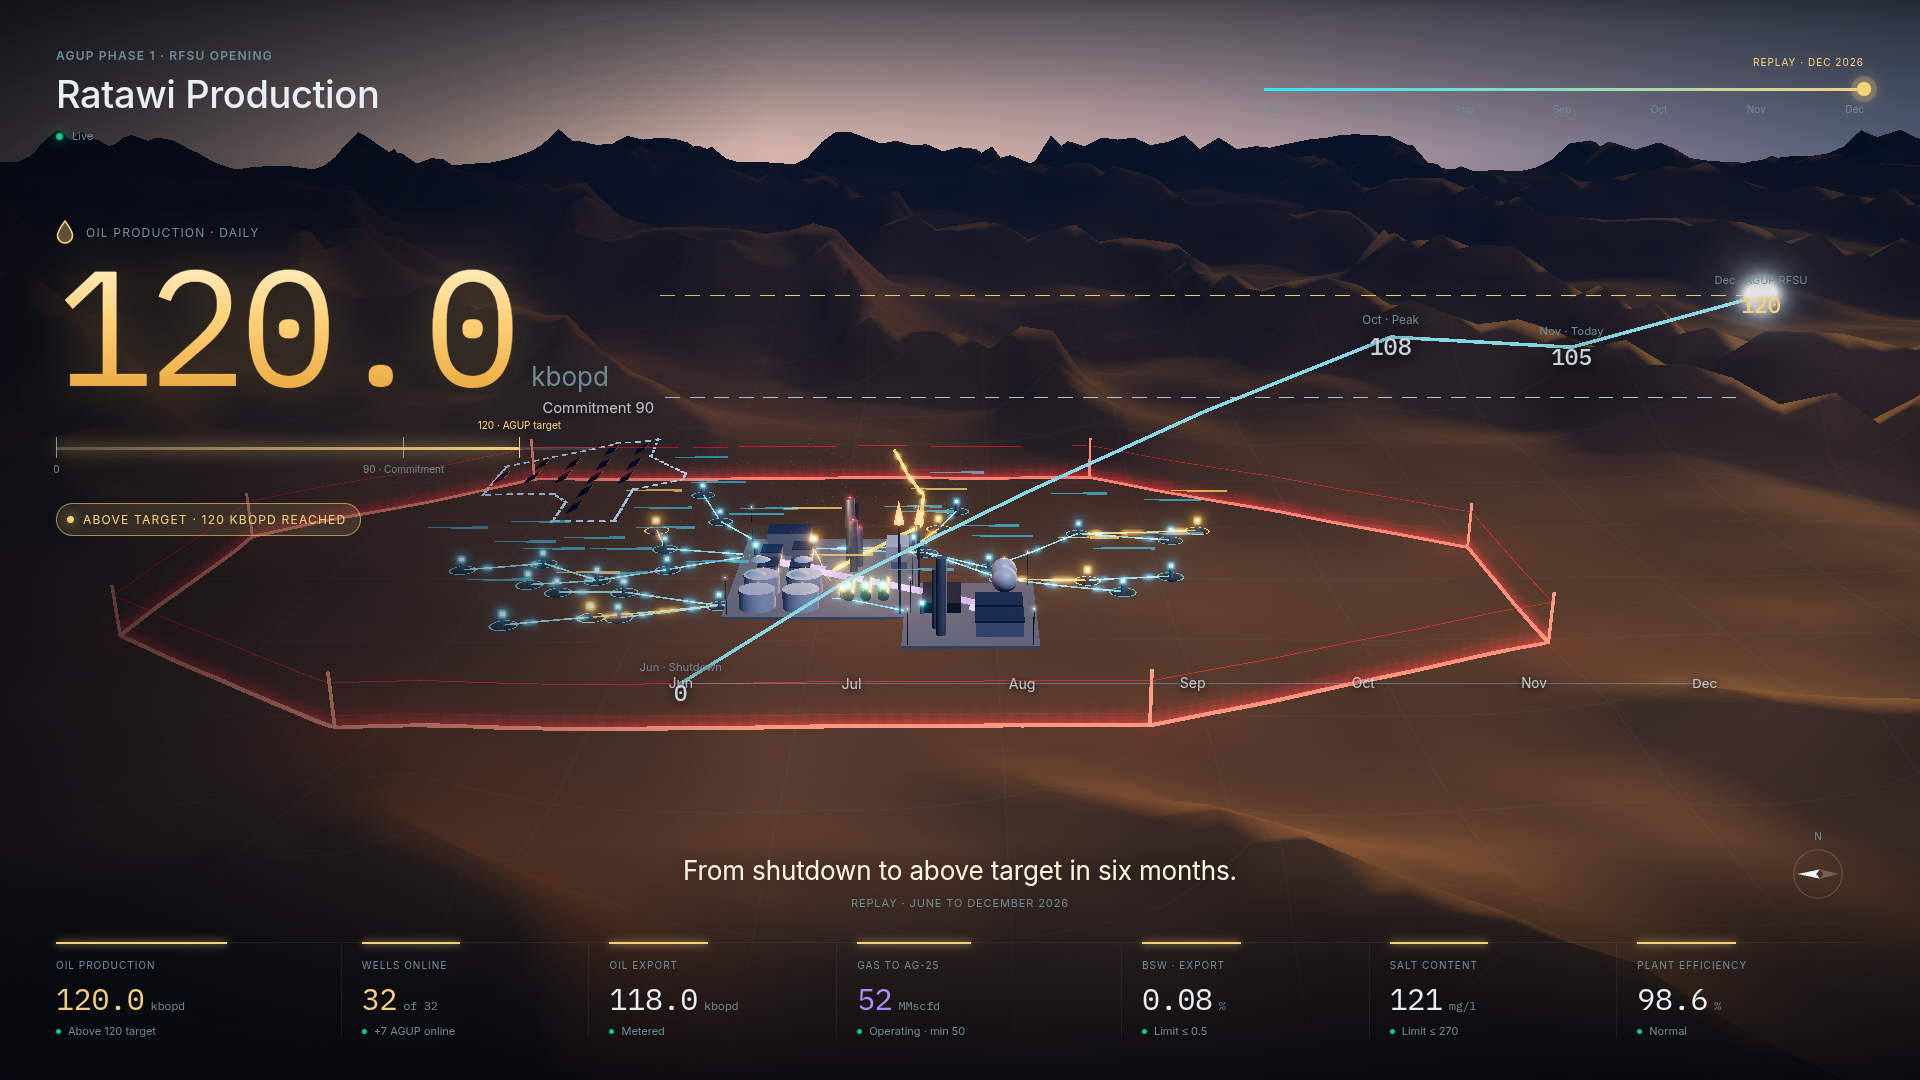 AGUP PHASE 1 · RFSU OPENING
Ratawi Production
Live
REPLAY · DEC 2026
Aug Sep Oct Nov Dec
OIL PRODUCTION · DAILY
120.0 kbopd
Commitment 90
120 · AGUP target
0 90 · Commitment
ABOVE TARGET · 120 KBOPD REACHED
Dec · AGUP RFSU
120
Oct · Peak
108
Nov · Today
105
Jun · Shutdown
0
Jun Jul Aug Sep Oct Nov Dec
From shutdown to above target in six months.
REPLAY · JUNE TO DECEMBER 2026
N
OIL PRODUCTION
120.0 kbopd
Above 120 target
WELLS ONLINE
32 of 32
+7 AGUP online
OIL EXPORT
118.0 kbopd
Metered
GAS TO AG-25
52 MMscfd
Operating · min 50
BSW · EXPORT
0.08 %
Limit ≤ 0.5
SALT CONTENT
121 mg/l
Limit ≤ 270
PLANT EFFICIENCY
98.6 %
Normal